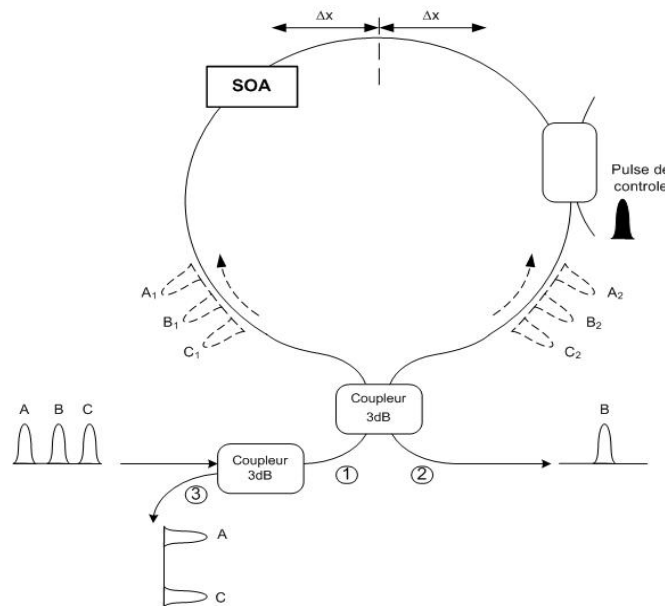 Δx Δx
SOA
Pulse de
controle
A1
B1
C1
A2
B2
C2
Coupleur
3dB
A B C
B
Coupleur
3dB
1
2
3
A
C